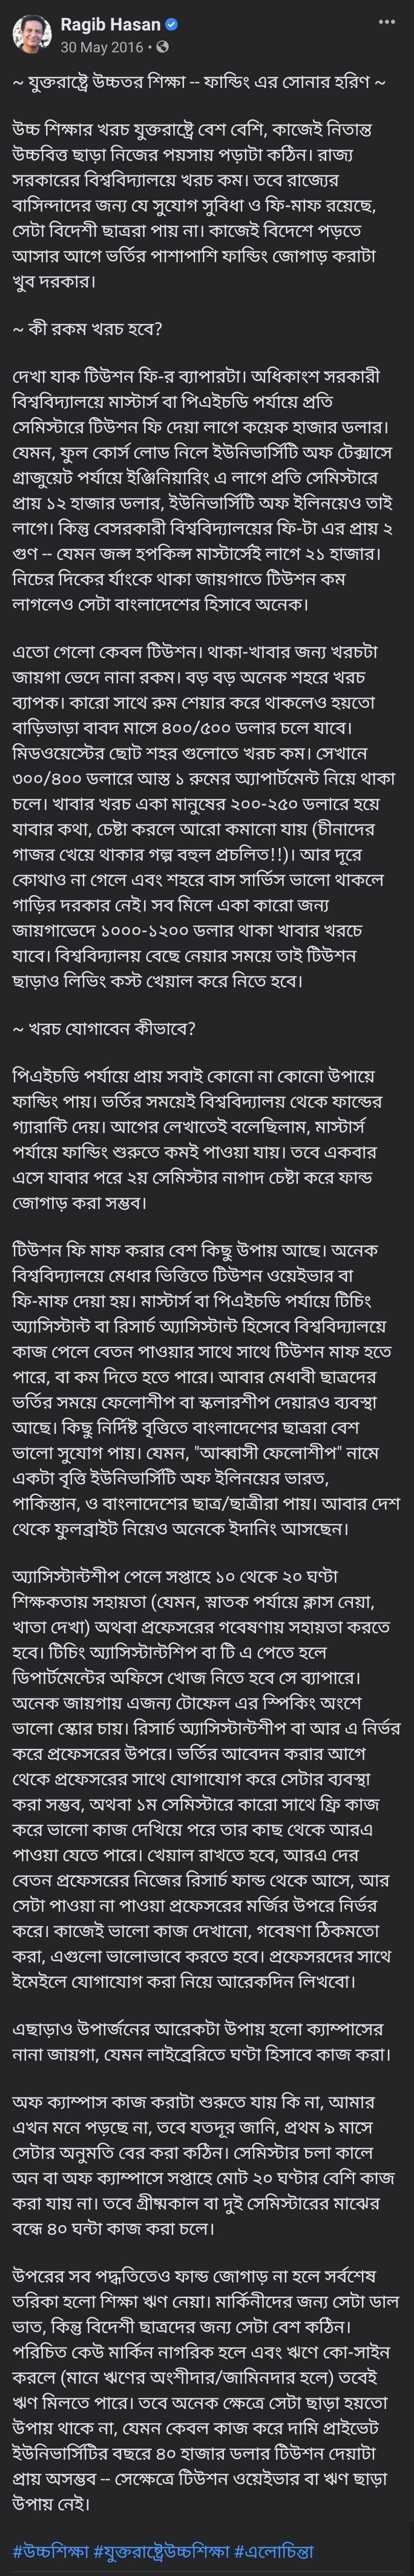 Ragib Hasan
30 May 2016 •
~ যুক্তরাষ্ট্রে উচ্চতর শিক্ষা -- ফান্ডিং এর সোনার হরিণ ~
উচ্চ শিক্ষার খরচ যুক্তরাষ্ট্রে বেশ বেশি, কাজেই নিতান্ত
উচ্চবিত্ত ছাড়া নিজের পয়সায় পড়াটা কঠিন। রাজ্য
সরকারের বিশ্ববিদ্যালয়ে খরচ কম। তবে রাজ্যের
বাসিন্দাদের জন্য যে সুযোগ সুবিধা ও ফি-মাফ রয়েছে,
সেটা বিদেশী ছাত্ররা পায় না। কাজেই বিদেশে পড়তে
আসার আগে ভর্তির পাশাপাশি ফান্ডিং জোগাড় করাটা
খুব দরকার।
~ কী রকম খরচ হবে?
দেখা যাক টিউশন ফি-র ব্যাপারটা। অধিকাংশ সরকারী
বিশ্ববিদ্যালয়ে মাস্টার্স বা পিএইচডি পর্যায়ে প্রতি
সেমিস্টারে টিউশন ফি দেয়া লাগে কয়েক হাজার ডলার।
যেমন, ফুল কোর্স লোড নিলে ইউনিভার্সিটি অফ টেক্সাসে
গ্রাজুয়েট পর্যায়ে ইঞ্জিনিয়ারিং এ লাগে প্রতি সেমিস্টারে
প্রায় ১২ হাজার ডলার, ইউনিভার্সিটি অফ ইলিনয়েও তাই
লাগে। কিন্তু বেসরকারী বিশ্ববিদ্যালয়ের ফি-টা এর প্রায় ২
গুণ -- যেমন জন্স হপকিন্স মাস্টার্সেই লাগে ২১ হাজার।
নিচের দিকের র্যাংকে থাকা জায়গাতে টিউশন কম
লাগলেও সেটা বাংলাদেশের হিসাবে অনেক।
এতো গেলো কেবল টিউশন। থাকা-খাবার জন্য খরচটা
জায়গা ভেদে নানা রকম। বড় বড় অনেক শহরে খরচ
ব্যাপক। কারো সাথে রুম শেয়ার করে থাকলেও হয়তো
বাড়িভাড়া বাবদ মাসে ৪০০/৫০০ ডলার চলে যাবে।
মিডওয়েস্টের ছোট শহর গুলোতে খরচ কম। সেখানে
৩০০/৪০০ ডলারে আস্ত ১ রুমের অ্যাপার্টমেন্ট নিয়ে থাকা
চলে। খাবার খরচ একা মানুষের ২০০-২৫০ ডলারে হয়ে
যাবার কথা, চেষ্টা করলে আরো কমানো যায় (চীনাদের
গাজর খেয়ে থাকার গল্প বহুল প্রচলিত!!)। আর দূরে
কোথাও না গেলে এবং শহরে বাস সার্ভিস ভালো থাকলে
গাড়ির দরকার নেই। সব মিলে একা কারো জন্য
জায়গাভেদে ১০০০-১২০০ ডলার থাকা খাবার খরচে
যাবে। বিশ্ববিদ্যালয় বেছে নেয়ার সময়ে তাই টিউশন
ছাড়াও লিভিং কস্ট খেয়াল করে নিতে হবে।
~ খরচ যোগাবেন কীভাবে?
পিএইচডি পর্যায়ে প্রায় সবাই কোনো না কোনো উপায়ে
ফান্ডিং পায়। ভর্তির সময়েই বিশ্ববিদ্যালয় থেকে ফান্ডের
গ্যারান্টি দেয়। আগের লেখাতেই বলেছিলাম, মাস্টার্স
পর্যায়ে ফান্ডিং শুরুতে কমই পাওয়া যায়। তবে একবার
এসে যাবার পরে ২য় সেমিস্টার নাগাদ চেষ্টা করে ফান্ড
জোগাড় করা সম্ভব।
টিউশন ফি মাফ করার বেশ কিছু উপায় আছে। অনেক
বিশ্ববিদ্যালয়ে মেধার ভিত্তিতে টিউশন ওয়েইভার বা
ফি-মাফ দেয়া হয়। মাস্টার্স বা পিএইচডি পর্যায়ে টিচিং
অ্যাসিস্টান্ট বা রিসার্চ অ্যাসিস্টান্ট হিসেবে বিশ্ববিদ্যালয়ে
কাজ পেলে বেতন পাওয়ার সাথে সাথে টিউশন মাফ হতে
পারে, বা কম দিতে হতে পারে। আবার মেধাবী ছাত্রদের
ভর্তির সময়ে ফেলোশীপ বা স্কলারশীপ দেয়ারও ব্যবস্থা
আছে। কিছু নির্দিষ্ট বৃত্তিতে বাংলাদেশের ছাত্ররা বেশ
ভালো সুযোগ পায়। যেমন, "আব্বাসী ফেলোশীপ" নামে
একটা বৃত্তি ইউনিভার্সিটি অফ ইলিনয়ের ভারত,
পাকিস্তান, ও বাংলাদেশের ছাত্র/ছাত্রীরা পায়। আবার দেশ
থেকে ফুলব্রাইট নিয়েও অনেকে ইদানিং আসছেন।
অ্যাসিস্টান্টশীপ পেলে সপ্তাহে ১০ থেকে ২০ ঘণ্টা
শিক্ষকতায় সহায়তা (যেমন, স্নাতক পর্যায়ে ক্লাস নেয়া,
খাতা দেখা) অথবা প্রফেসরের গবেষণায় সহায়তা করতে
হবে। টিচিং অ্যাসিস্টান্টশিপ বা টি এ পেতে হলে
ডিপার্টমেন্টের অফিসে খোজ নিতে হবে সে ব্যাপারে।
অনেক জায়গায় এজন্য টোফেল এর স্পিকিং অংশে
ভালো স্কোর চায়। রিসার্চ অ্যাসিস্টান্টশীপ বা আর এ নির্ভর
করে প্রফেসরের উপরে। ভর্তির আবেদন করার আগে
থেকে প্রফেসরের সাথে যোগাযোগ করে সেটার ব্যবস্থা
করা সম্ভব, অথবা ১ম সেমিস্টারে কারো সাথে ফ্রি কাজ
করে ভালো কাজ দেখিয়ে পরে তার কাছ থেকে আরএ
পাওয়া যেতে পারে। খেয়াল রাখতে হবে, আরএ দের
বেতন প্রফেসরের নিজের রিসার্চ ফান্ড থেকে আসে, আর
সেটা পাওয়া না পাওয়া প্রফেসরের মর্জির উপরে নির্ভর
করে। কাজেই ভালো কাজ দেখানো, গবেষণা ঠিকমতো
করা, এগুলো ভালোভাবে করতে হবে। প্রফেসরদের সাথে
ইমেইলে যোগাযোগ করা নিয়ে আরেকদিন লিখবো।
এছাড়াও উপার্জনের আরেকটা উপায় হলো ক্যাম্পাসের
নানা জায়গা, যেমন লাইব্রেরিতে ঘণ্টা হিসাবে কাজ করা।
অফ ক্যাম্পাস কাজ করাটা শুরুতে যায় কি না, আমার
এখন মনে পড়ছে না, তবে যতদূর জানি, প্রথম ৯ মাসে
সেটার অনুমতি বের করা কঠিন। সেমিস্টার চলা কালে
অন বা অফ ক্যাম্পাসে সপ্তাহে মোট ২০ ঘণ্টার বেশি কাজ
করা যায় না। তবে গ্রীষ্মকাল বা দুই সেমিস্টারের মাঝের
বন্ধে ৪০ ঘন্টা কাজ করা চলে।
উপরের সব পদ্ধতিতেও ফান্ড জোগাড় না হলে সর্বশেষ
তরিকা হলো শিক্ষা ঋণ নেয়া। মার্কিনীদের জন্য সেটা ডাল
ভাত, কিন্তু বিদেশী ছাত্রদের জন্য সেটা বেশ কঠিন।
পরিচিত কেউ মার্কিন নাগরিক হলে এবং ঋণে কো-সাইন
করলে (মানে ঋণের অংশীদার/জামিনদার হলে) তবেই
ঋণ মিলতে পারে। তবে অনেক ক্ষেত্রে সেটা ছাড়া হয়তো
উপায় থাকে না, যেমন কেবল কাজ করে দামি প্রাইভেট
ইউনিভার্সিটির বছরে ৪০ হাজার ডলার টিউশন দেয়াটা
প্রায় অসম্ভব -- সেক্ষেত্রে টিউশন ওয়েইভার বা ঋণ ছাড়া
উপায় নেই।
#উচ্চশিক্ষা #যুক্তরাষ্ট্রেউচ্চশিক্ষা #এলোচিন্তা